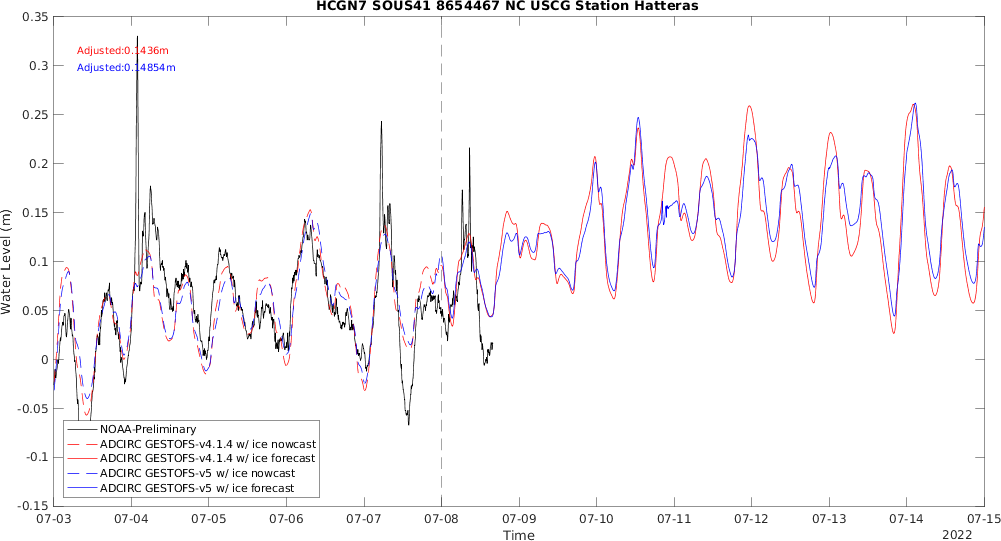 HCGN7 SOUS41 8654467 NC USCG Station Hatteras
0.35
Adjusted:0.1436m
0.3
Adjusted:0.14854m
0.25
0.2
0.15
0.1
0.05
0
-0.05
-0.1
-0.15
Water Level (m)
NOAA-Preliminary
ADCIRC GESTOFS-v4.1.4 w/ ice nowcast
ADCIRC GESTOFS-v4.1.4 w/ ice forecast
ADCIRC GESTOFS-v5 w/ ice nowcast
ADCIRC GESTOFS-v5 w/ ice forecast
07-03 07-04 07-05 07-06 07-07 07-08 07-09 07-10 07-11 07-12 07-13 07-14 07-15
Time
2022